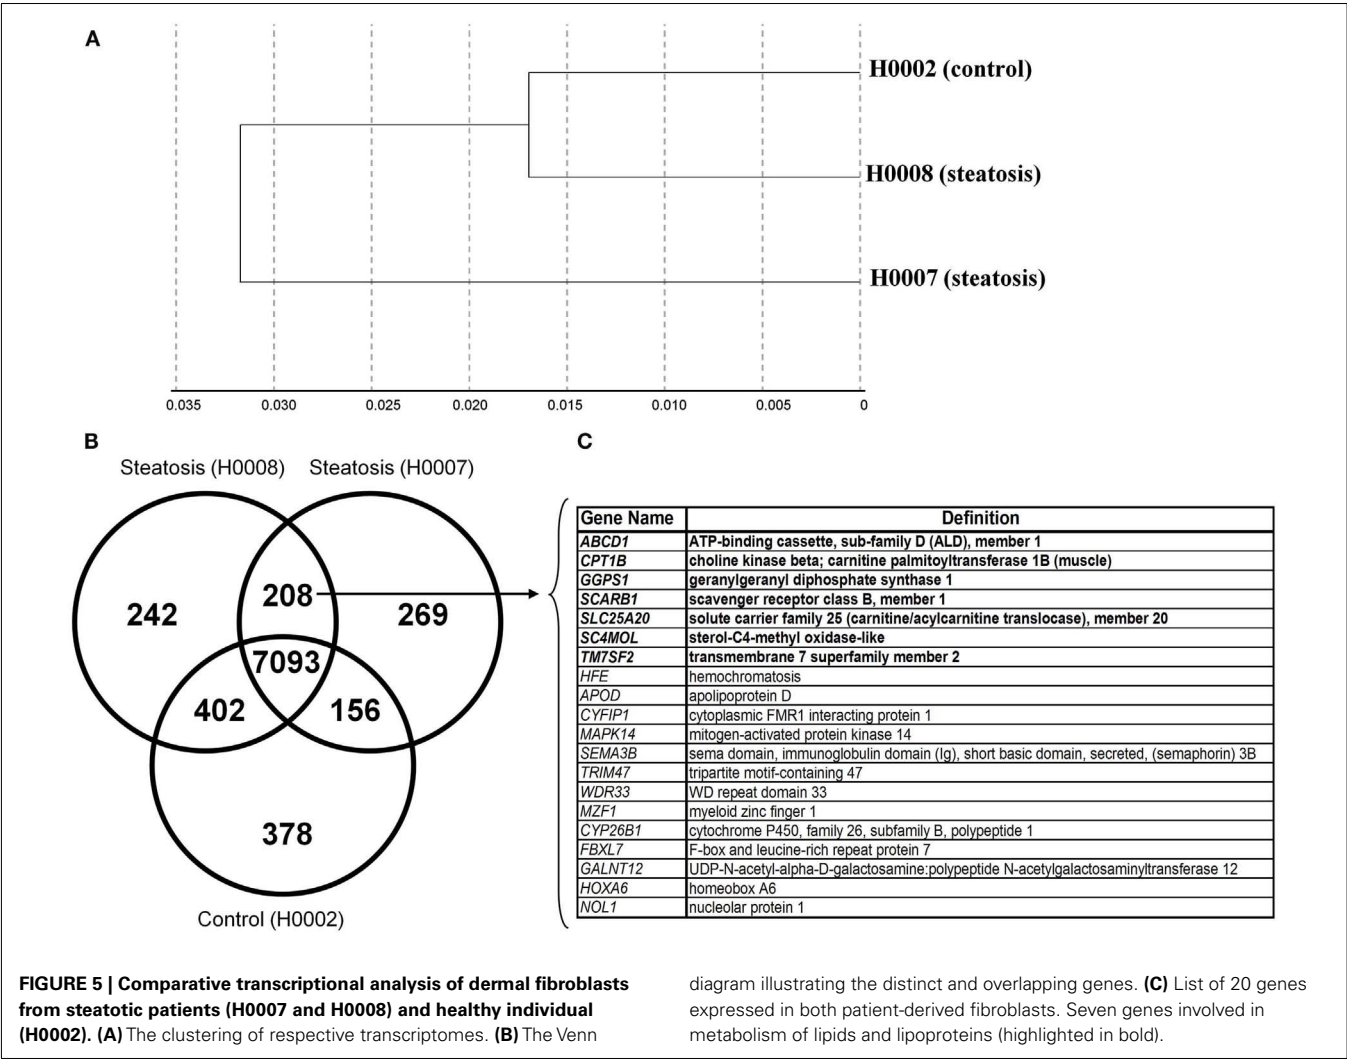 A
H0002 (control)
H0008 (steatosis)
H0007 (steatosis)
0.035 0.030 0.025 0.020 0.015 0.010 0.005 0
B
Steatosis (H0008) Steatosis (H0007)
242 208 269
7093
402 156
378
Control (H0002)
C
Gene Name Definition
ABCD1 ATP-binding cassette, sub-family D (ALD), member 1
CPT1B choline kinase beta; carnitine palmitoyltransferase 1B (muscle)
GGPS1 geranylgeranyl diphosphate synthase 1
SCARB1 scavenger receptor class B, member 1
SLC25A20 solute carrier family 25 (carnitine/acylcarnitine translocase), member 20
SC4MOL sterol-C4-methyl oxidase-like
TM7SF2 transmembrane 7 superfamily member 2
HFE hemochromatosis
APOD apolipoprotein D
CYFIP1 cytoplasmic FMR1 interacting protein 1
MAPK14 mitogen-activated protein kinase 14
SEMA3B sema domain, immunoglobulin domain (Ig), short basic domain, secreted, (semaphorin) 3B
TRIM47 tripartite motif-containing 47
WDR33 WD repeat domain 33
MZF1 myeloid zinc finger 1
CYP26B1 cytochrome P450, family 26, subfamily B, polypeptide 1
FBXL7 F-box and leucine-rich repeat protein 7
GALNT12 UDP-N-acetyl-alpha-D-galactosamine:polypeptide N-acetylgalactosaminyltransferase 12
HOXA6 homeobox A6
NOL1 nucleolar protein 1
FIGURE 5 | Comparative transcriptional analysis of dermal fibroblasts
from steatotic patients (H0007 and H0008) and healthy individual
(H0002). (A) The clustering of respective transcriptomes. (B) The Venn
diagram illustrating the distinct and overlapping genes. (C) List of 20 genes
expressed in both patient-derived fibroblasts. Seven genes involved in
metabolism of lipids and lipoproteins (highlighted in bold).